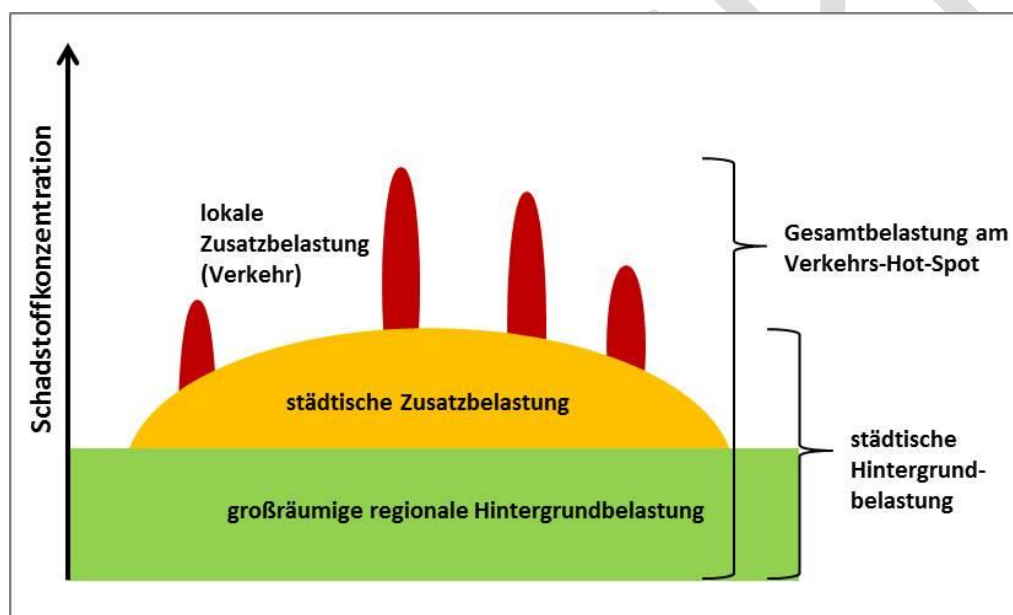 Schadstoffkonzentration
lokale
Zusatzbelastung
(Verkehr)
Gesamtbelastung am
Verkehrs-Hot-Spot
städtische Zusatzbelastung
städtische
Hintergrund-
belastung
großräumige regionale Hintergrundbelastung